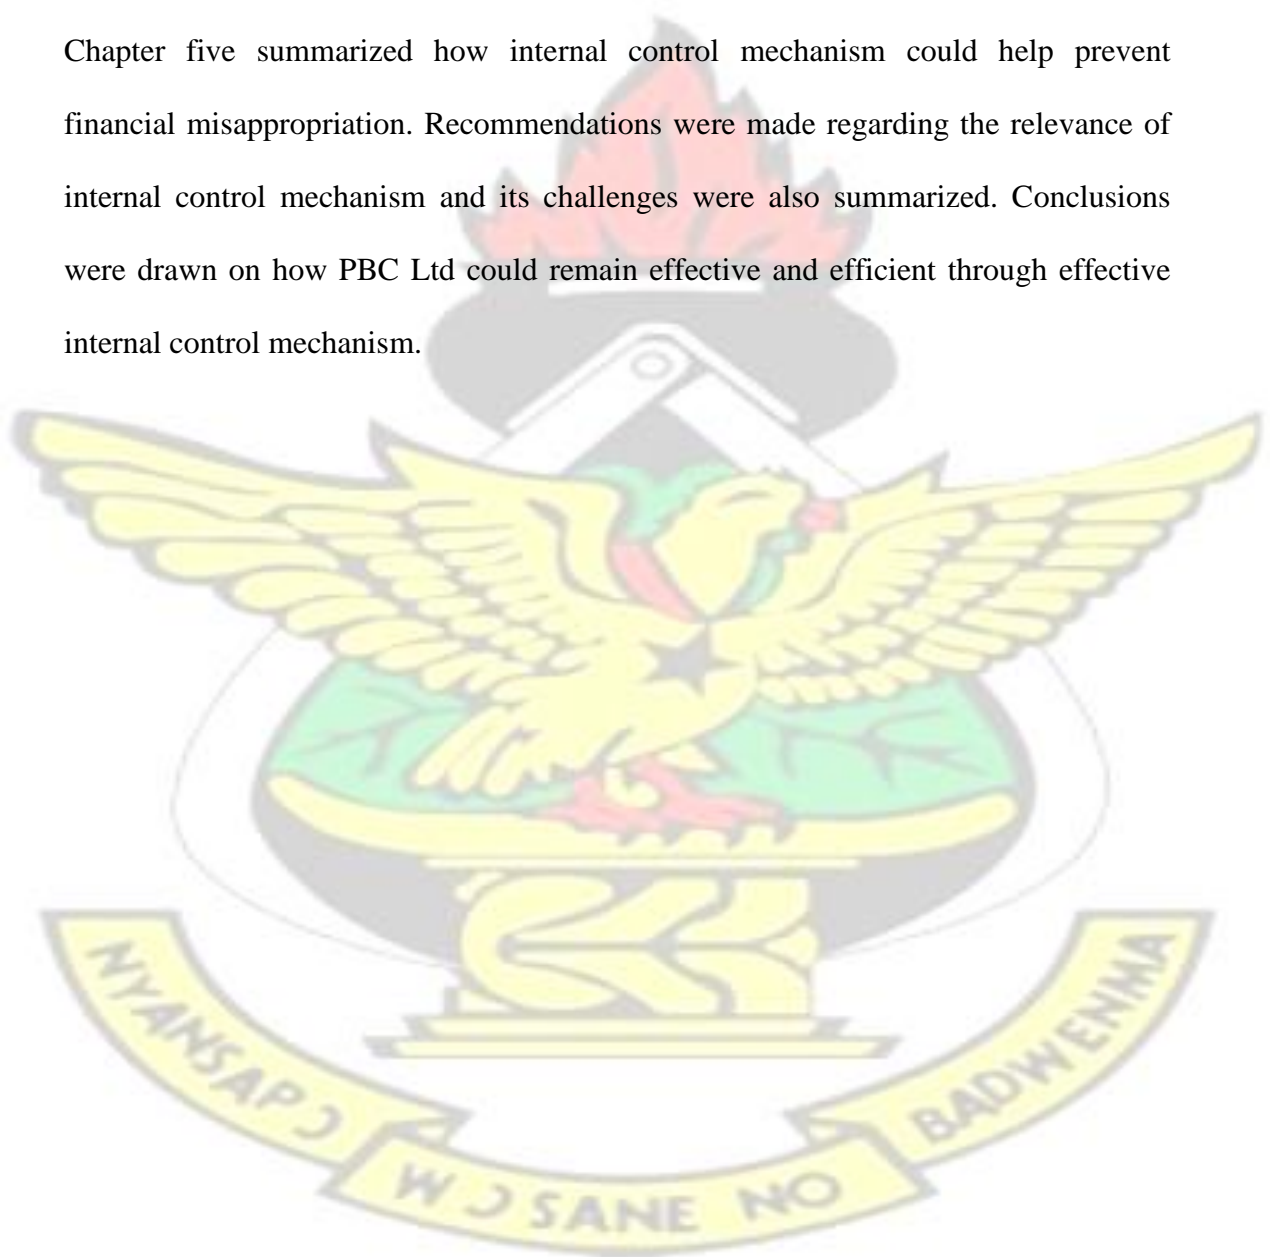 Chapter five summarized how internal control mechanism could help prevent
financial misappropriation. Recommendations were made regarding the relevance of
internal control mechanism and its challenges were also summarized. Conclusions
were drawn on how PBC Ltd could remain effective and efficient through effective
internal control mechanism.
NYANSAPƆ
WƆSANE NO
BADWENMA